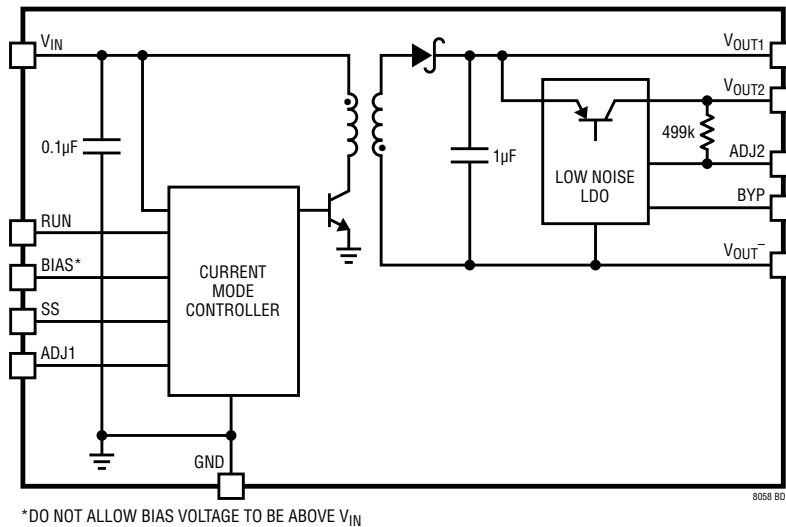 VIN
VOUT1
VOUT2
499k
0.1µF
1µF
ADJ2
LOW NOISE
LDO
BYP
RUN
VOUT–
BIAS*
CURRENT
MODE
CONTROLLER
SS
ADJ1
GND
8058 BD
*DO NOT ALLOW BIAS VOLTAGE TO BE ABOVE VIN